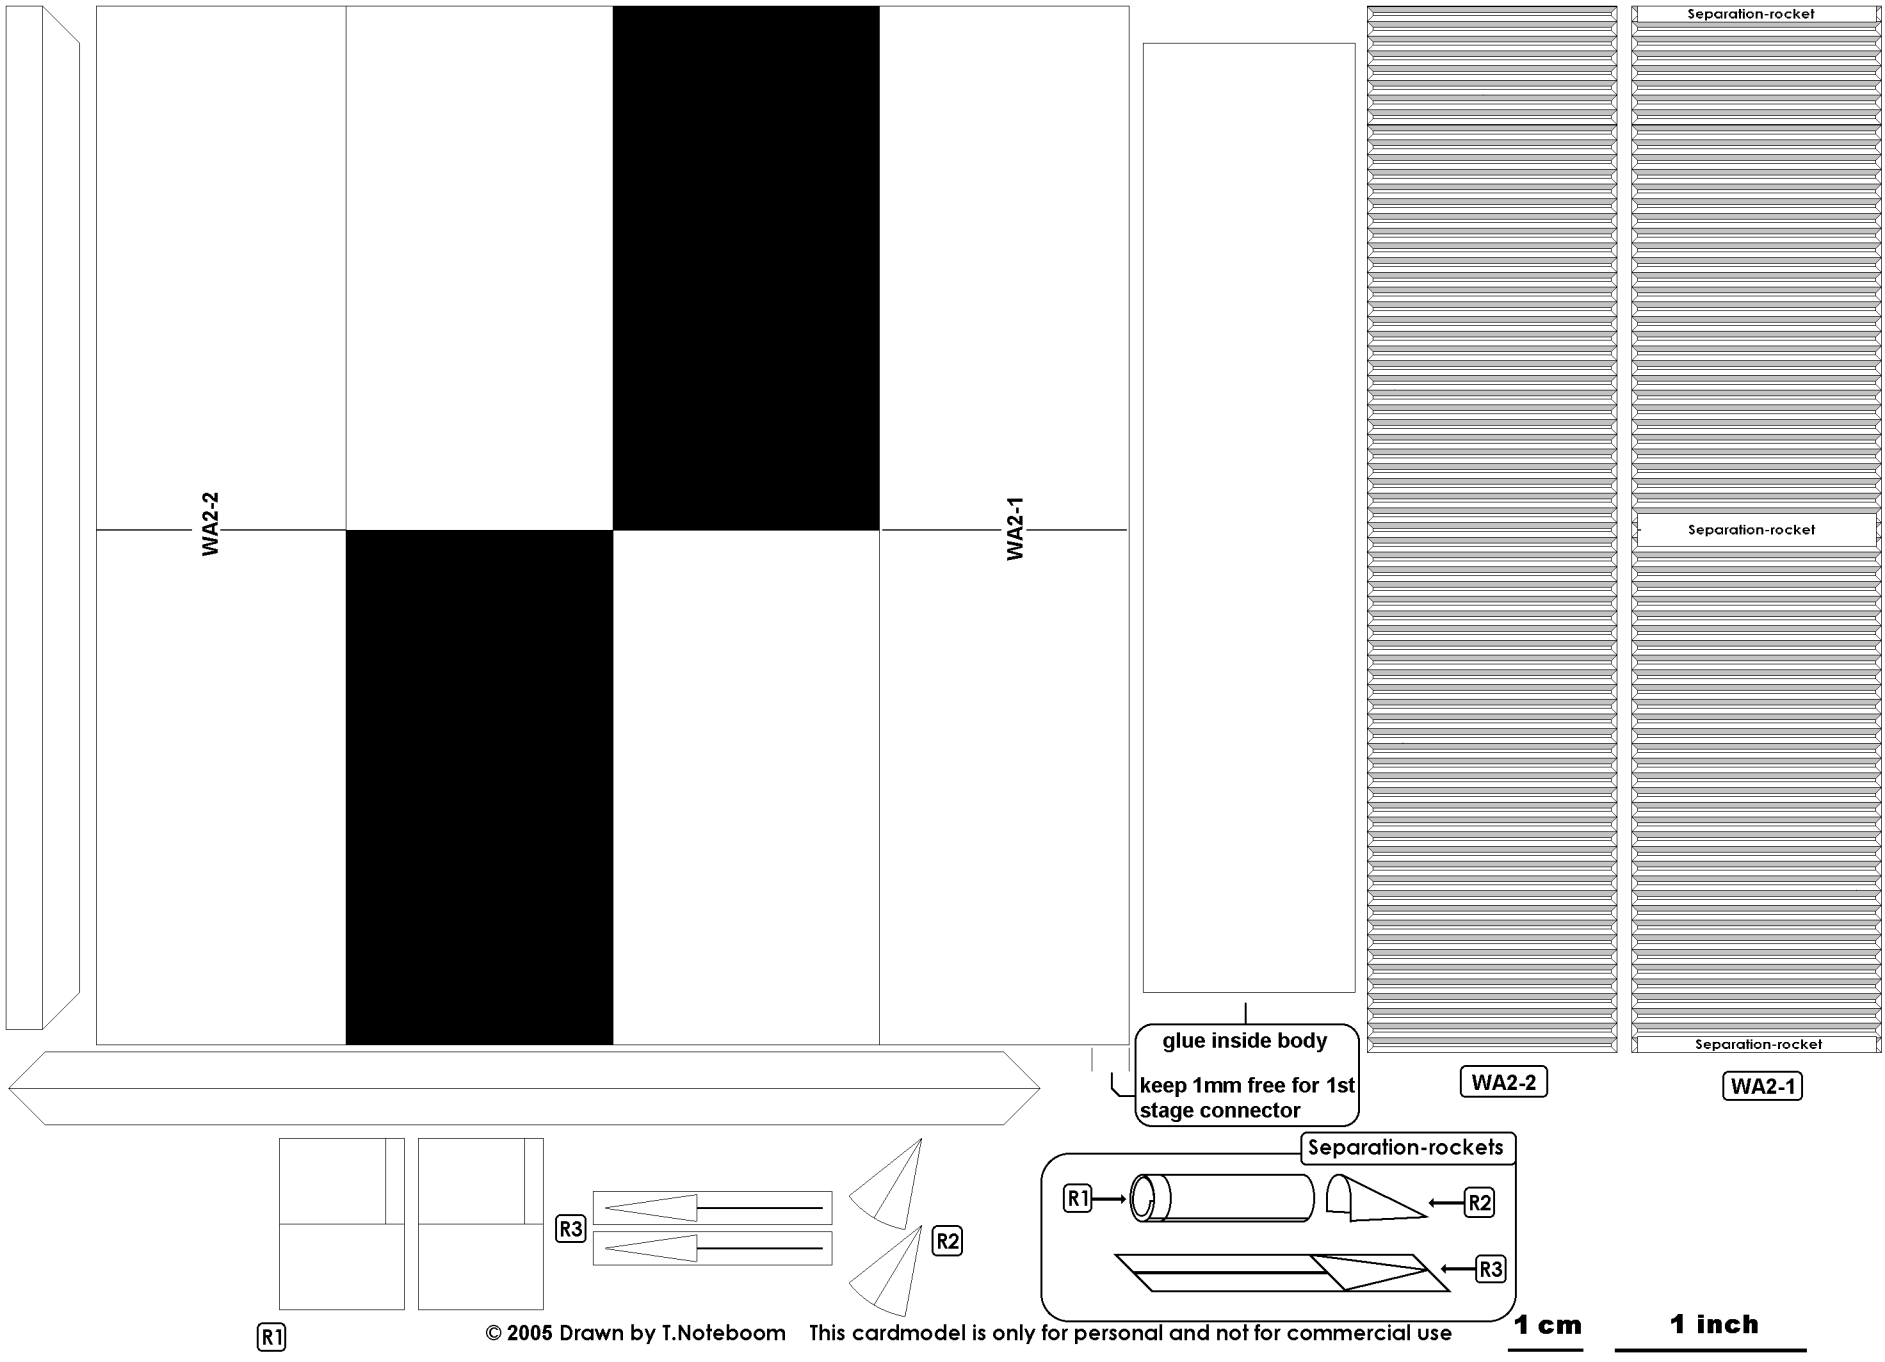 Separation-rocket
WA2-2
WA2-1
Separation-rocket
Separation-rocket
glue inside body
keep 1mm free for 1st
stage connector
WA2-2
WA2-1
Separation-rockets
R1
R2
R3
R3
R2
R1
© 2005 Drawn by T.Noteboom This cardmodel is only for personal and not for commercial use
1 cm
1 inch